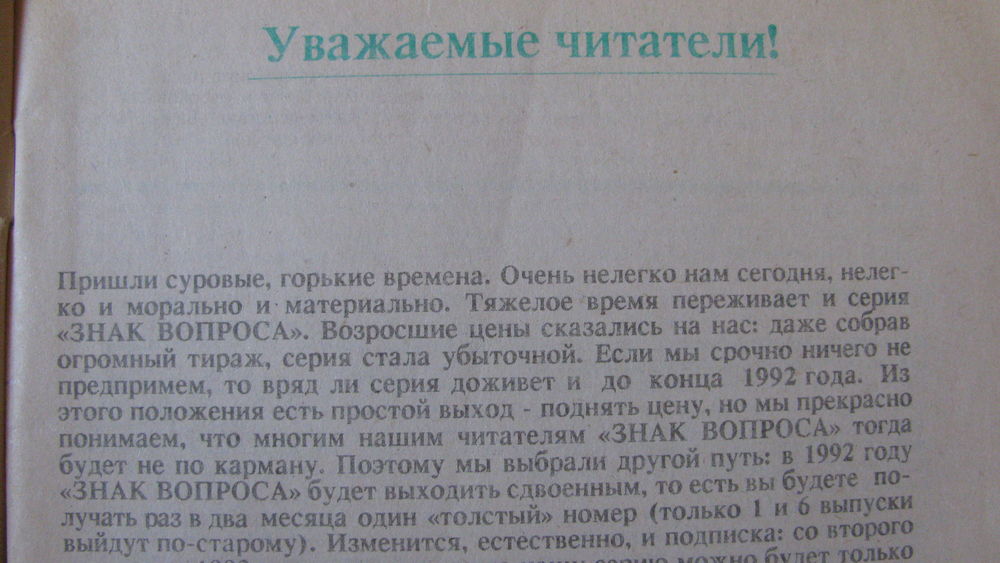 Уважаемые читатели!
Пришли суровые, горькие времена. Очень нелегко нам сегодня, нелег-
ко и морально и материально. Тяжелое время переживает и серия
«ЗНАК ВОПРОСА». Возросшие цены сказались на нас: даже собрав
огромный тираж, серия стала убыточной. Если мы срочно ничего не
предпримем, то вряд ли серия доживет и до конца 1992 года. Из
этого положения есть простой выход - поднять цену, но мы прекрасно
понимаем, что многим нашим читателям «ЗНАК ВОПРОСА» тогда
будет не по карману. Поэтому мы выбрали другой путь: в 1992 году
«ЗНАК ВОПРОСА» будет выходить сдвоенным, то есть вы будете по-
лучать раз в два месяца один «толстый» номер (только 1 и 6 выпуски
выйдут по-старому). Изменится, естественно, и подписка: со второго
серию можно будет только